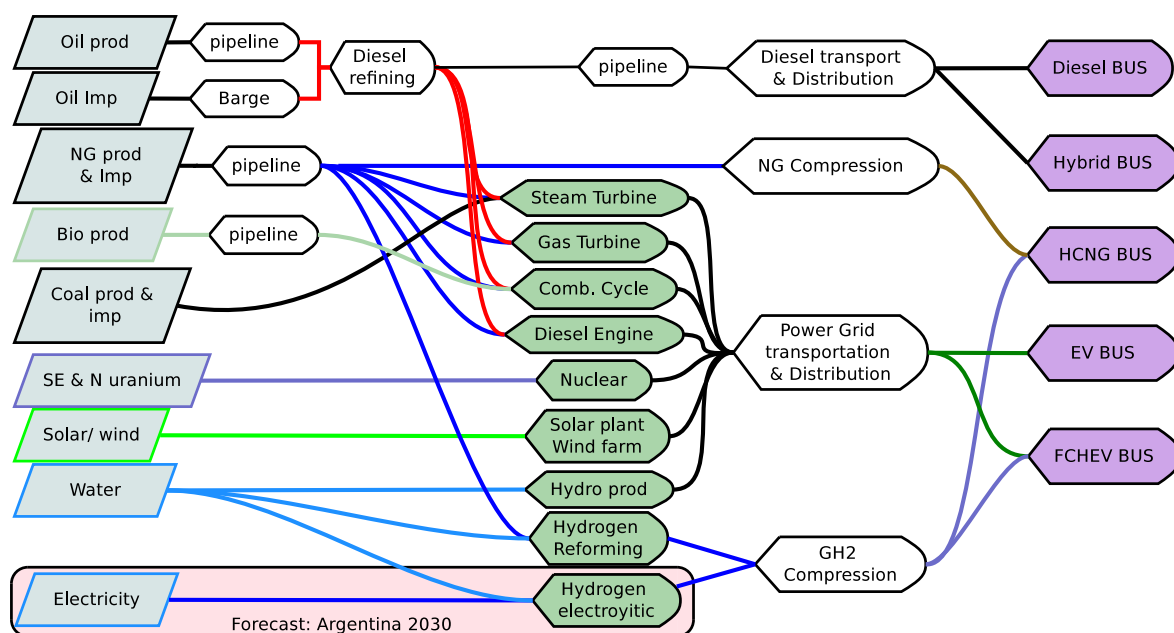 Oil prod
pipeline
Diesel
refining
pipeline
Diesel transport
& Distribution
Diesel BUS
Oil Imp
Barge
NG prod
& Imp
pipeline
NG Compression
Hybrid BUS
Steam Turbine
Bio prod
pipeline
Gas Turbine
HCNG BUS
Coal prod &
imp
Comb. Cycle
Diesel Engine
Power Grid
transportation
& Distribution
EV BUS
SE & N uranium
Nuclear
Solar/ wind
Solar plant
Wind farm
FCHEV BUS
Water
Hydro prod
Hydrogen
Reforming
GH2
Compression
Electricity
Hydrogen
electroyitic
Forecast: Argentina 2030